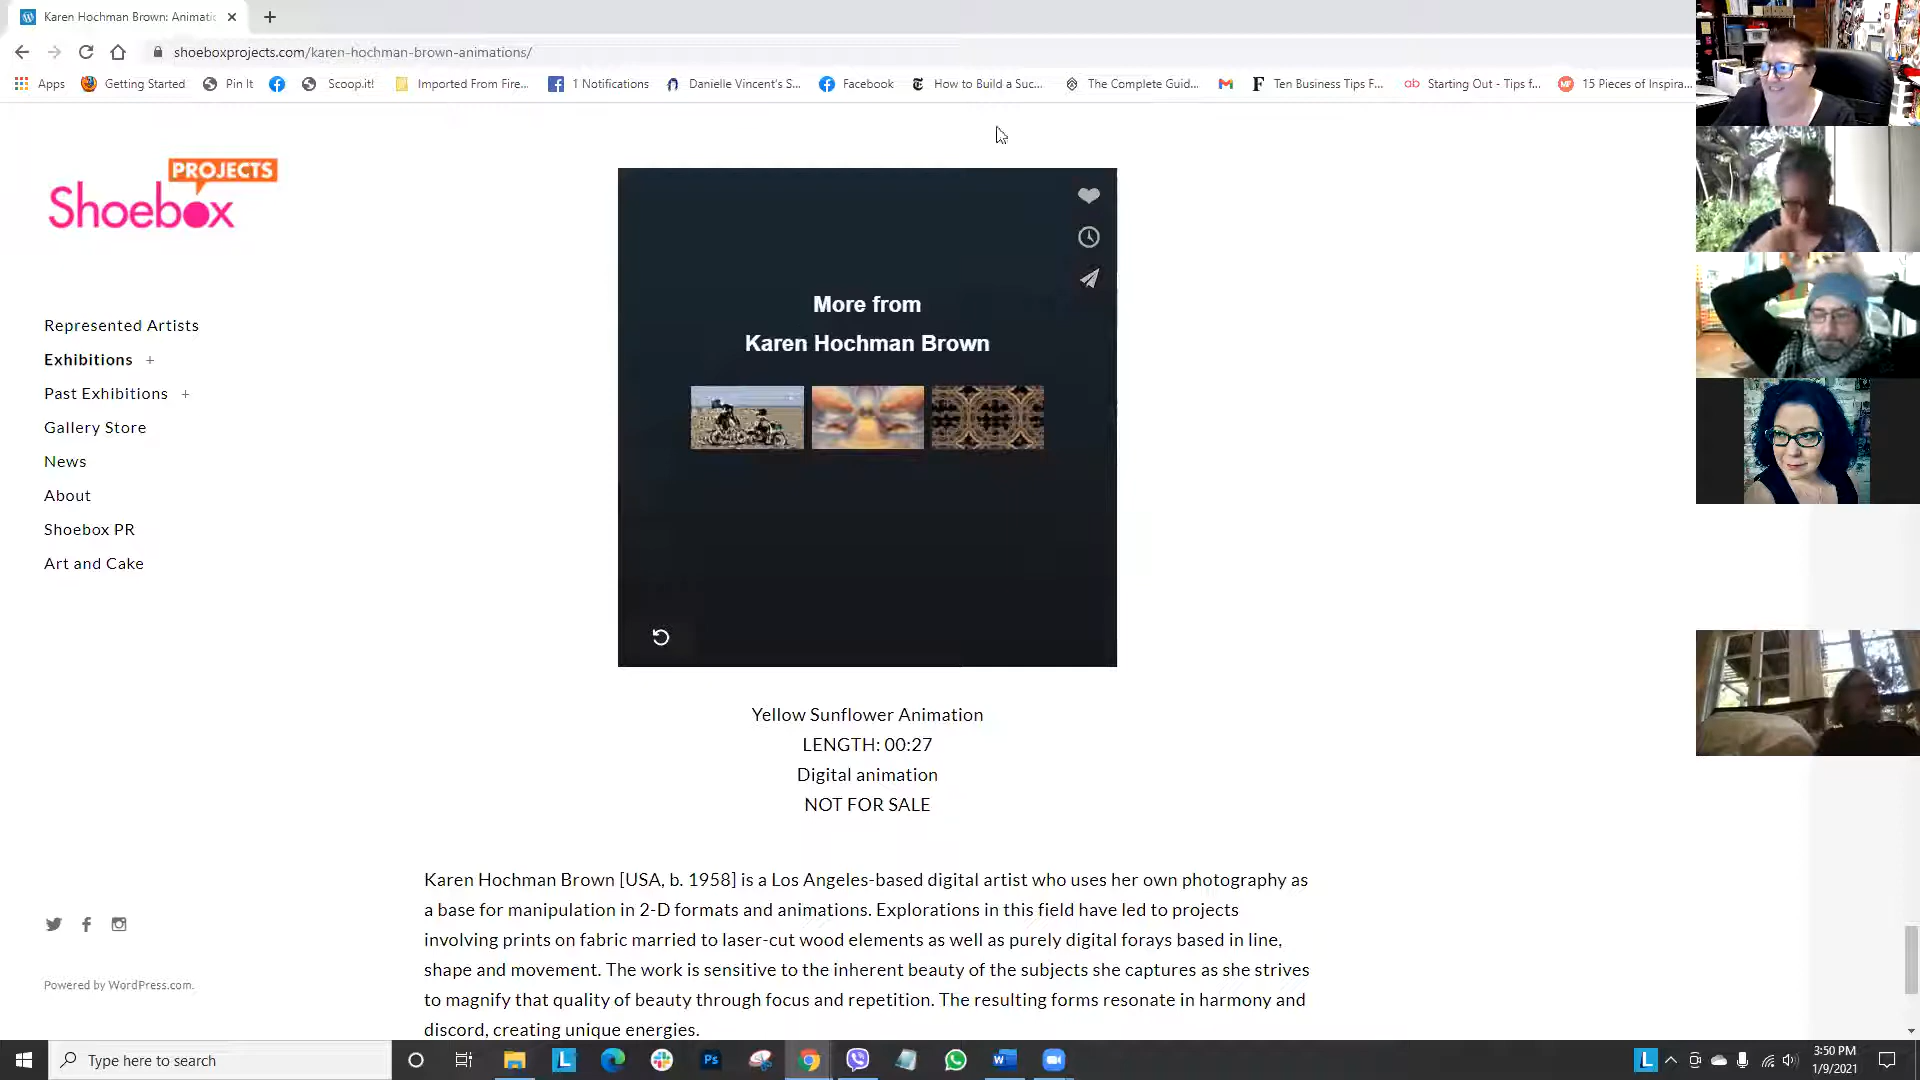 Karen Hochman Brown: Animatic
shoeboxprojects.com/karen-hochman-brown-animations/
Apps
Getting Started
Pin It
Scoop.it!
Imported From Fire...
1 Notifications
Danielle Vincent's S...
Facebook
How to Build a Suc...
The Complete Guid...
Ten Business Tips F...
Starting Out - Tips f...
15 Pieces of Inspira...
PROJECTS
Shoebox
Represented Artists
Exhibitions +
Past Exhibitions +
Gallery Store
News
About
Shoebox PR
Art and Cake
Powered by WordPress.com.
More from
Karen Hochman Brown
Yellow Sunflower Animation
LENGTH: 00:27
Digital animation
NOT FOR SALE
Karen Hochman Brown [USA, b. 1958] is a Los Angeles-based digital artist who uses her own photography as
a base for manipulation in 2-D formats and animations. Explorations in this field have led to projects
involving prints on fabric married to laser-cut wood elements as well as purely digital forays based in line,
shape and movement. The work is sensitive to the inherent beauty of the subjects she captures as she strives
to magnify that quality of beauty through focus and repetition. The resulting forms resonate in harmony and
discord, creating unique energies.
Type here to search
3:50 PM
1/9/2021